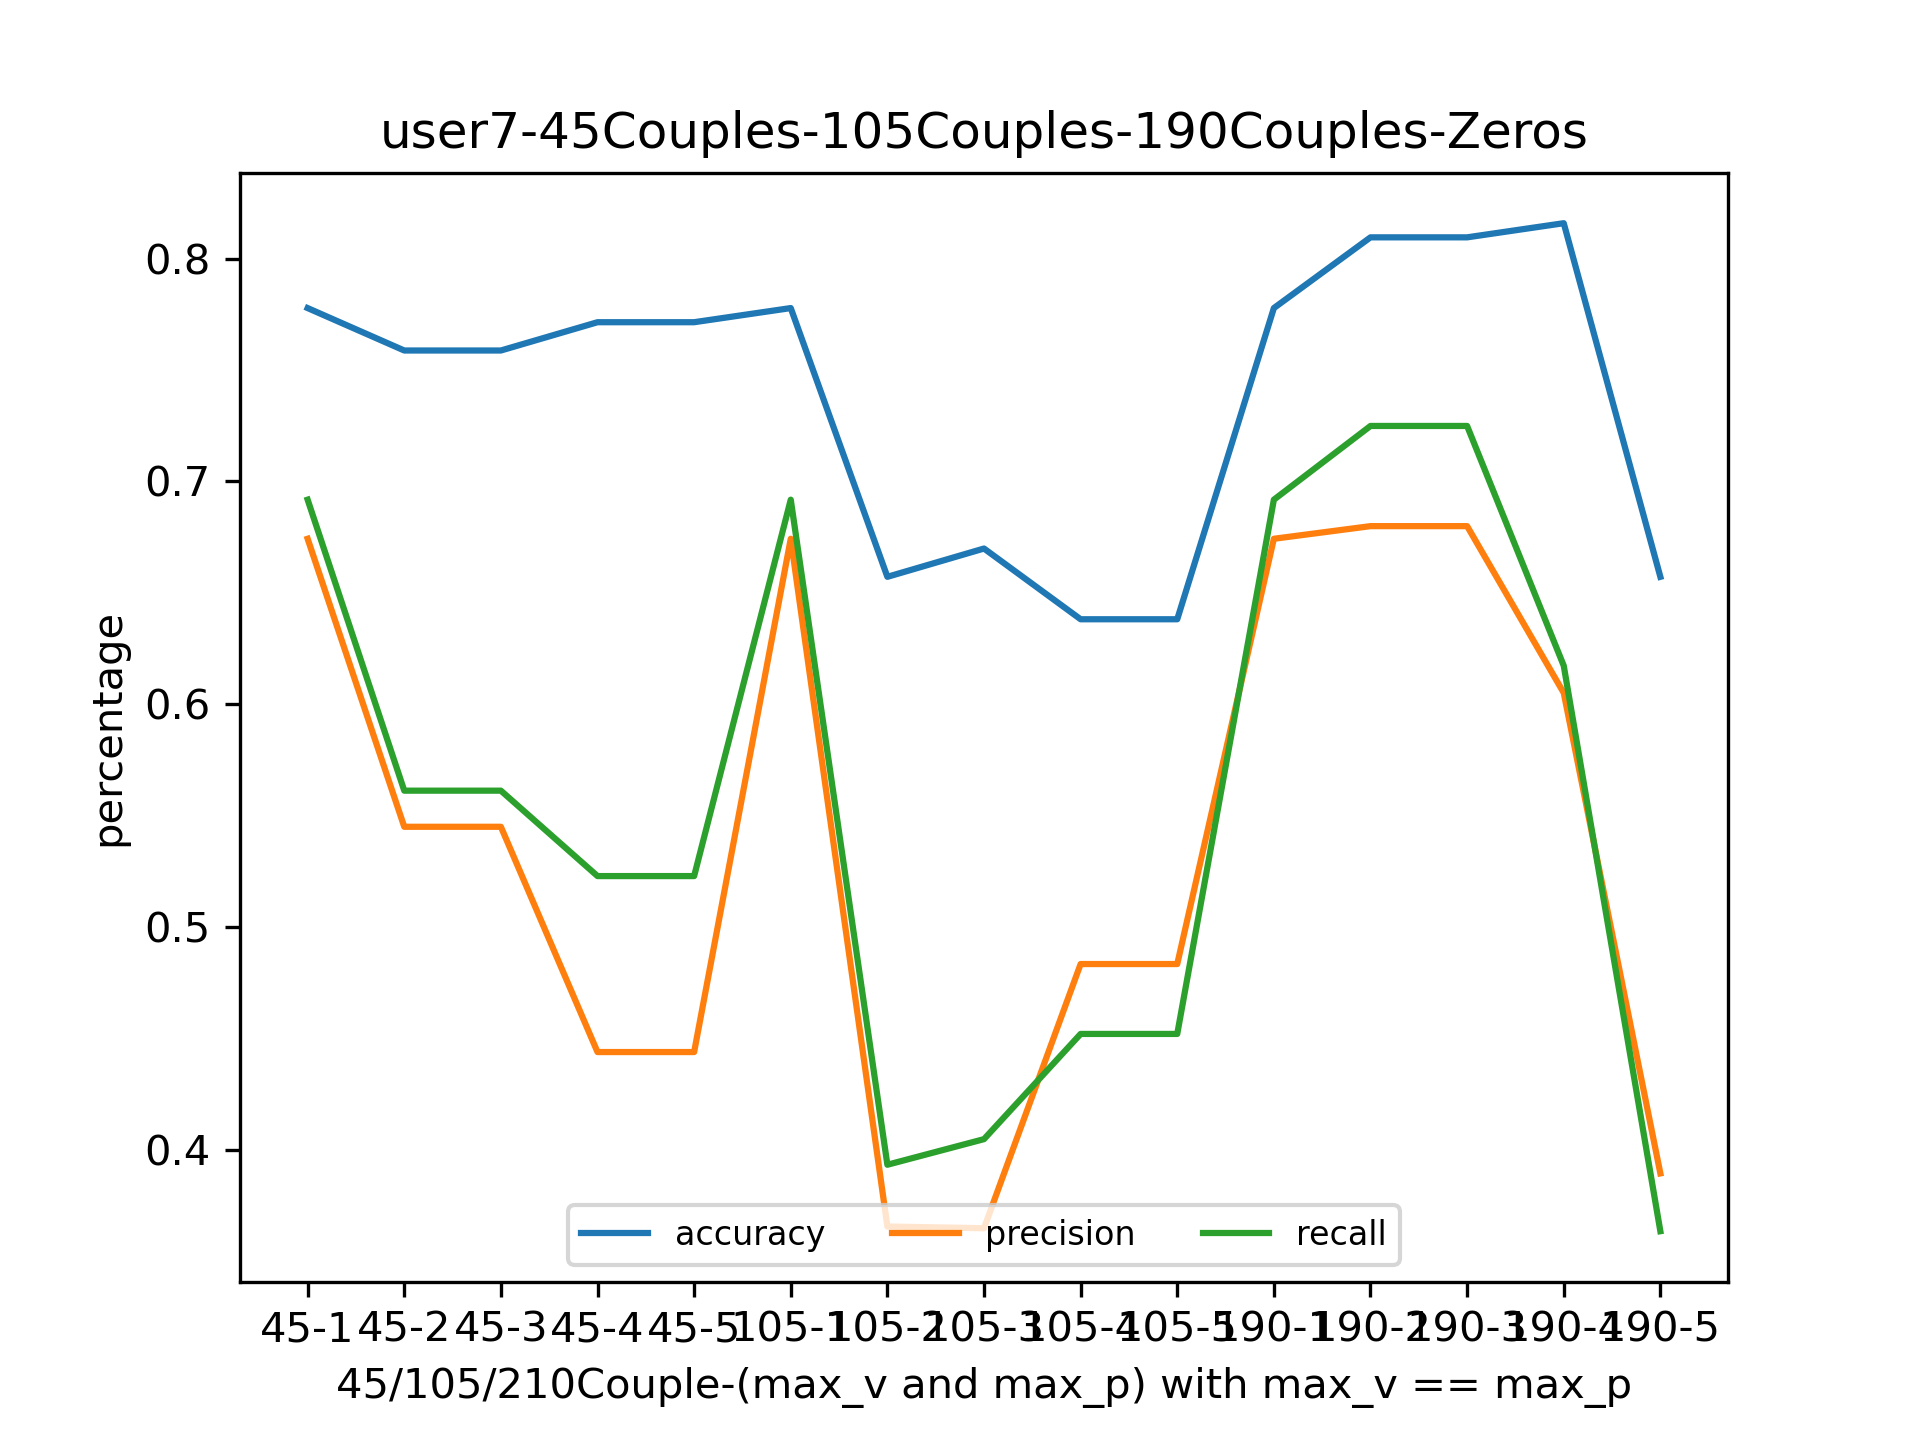 user7-45Couples-105Couples-190Couples-Zeros
percentage
0.8
0.7
0.6
0.5
0.4
accuracy precision recall
45-1 45-2 45-3 45-4 45-5 105-1 105-2 105-3 105-4 105-5 190-1 190-2 190-3 190-4 190-5
45/105/210Couple-(max_v and max_p) with max_v == max_p